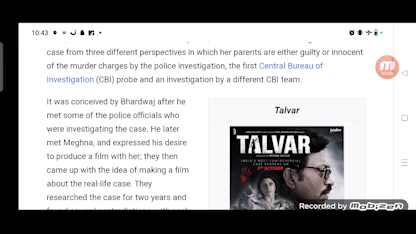 10:43
case from three different perspectives in which her parents are either guilty or innocent
of the murder charges by the police investigation, the first Central Bureau of
Investigation (CBI) probe and an investigation by a different CBI team.
It was conceived by Bhardwaj after he
met some of the police officials who
were investigating the case. He later
met Meghna, and expressed his desire
to produce a film with her; they then
came up with the idea of making a film
about the real-life case. They
researched the case for two years and
Talvar
TALVAR
Recorded by mobizen